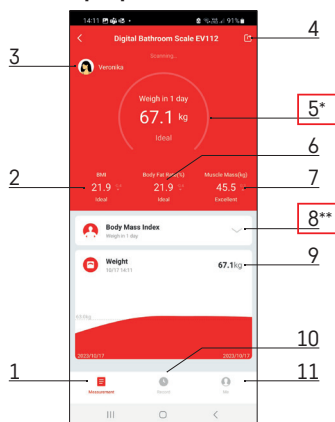 14:11 91%
Digital Bathroom Scale EV112
4
Scanning...
3
Veronika
Weigh in 1 day
67.1 kg
Ideal
5*
6
BMI Body Fat Rate(%) Muscle Mass(kg)
2
21.9 21.9 45.5
7
Ideal Ideal Excellent
8**
Body Mass Index
Weigh in 1 day
Weight
10/17 14:11
67.1kg
9
2023/10/17 2023/10/17
10
1
11
Measurement Record Me